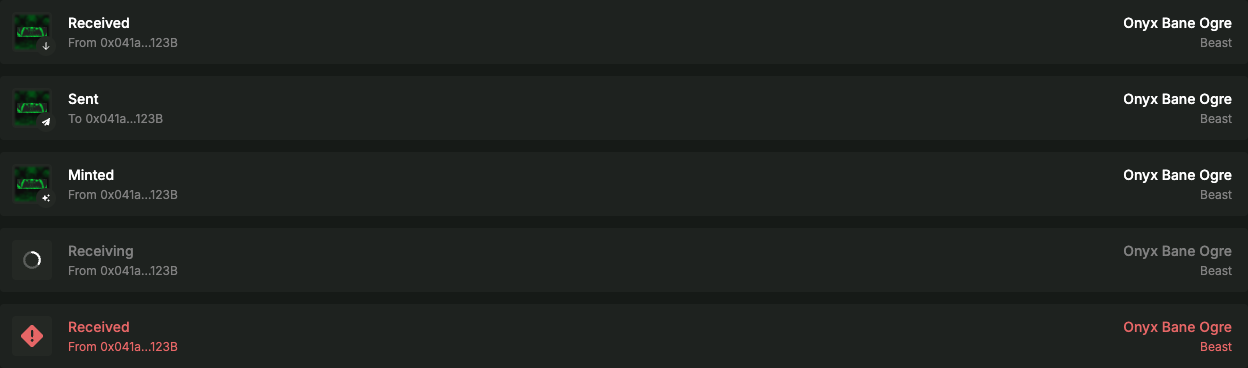 Received
Onyx Bane Ogre
From 0x041a...123B
Beast
Sent
Onyx Bane Ogre
To 0x041a...123B
Beast
Minted
Onyx Bane Ogre
From 0x041a...123B
Beast
Receiving
Onyx Bane Ogre
From 0x041a...123B
Beast
Received
Onyx Bane Ogre
From 0x041a...123B
Beast